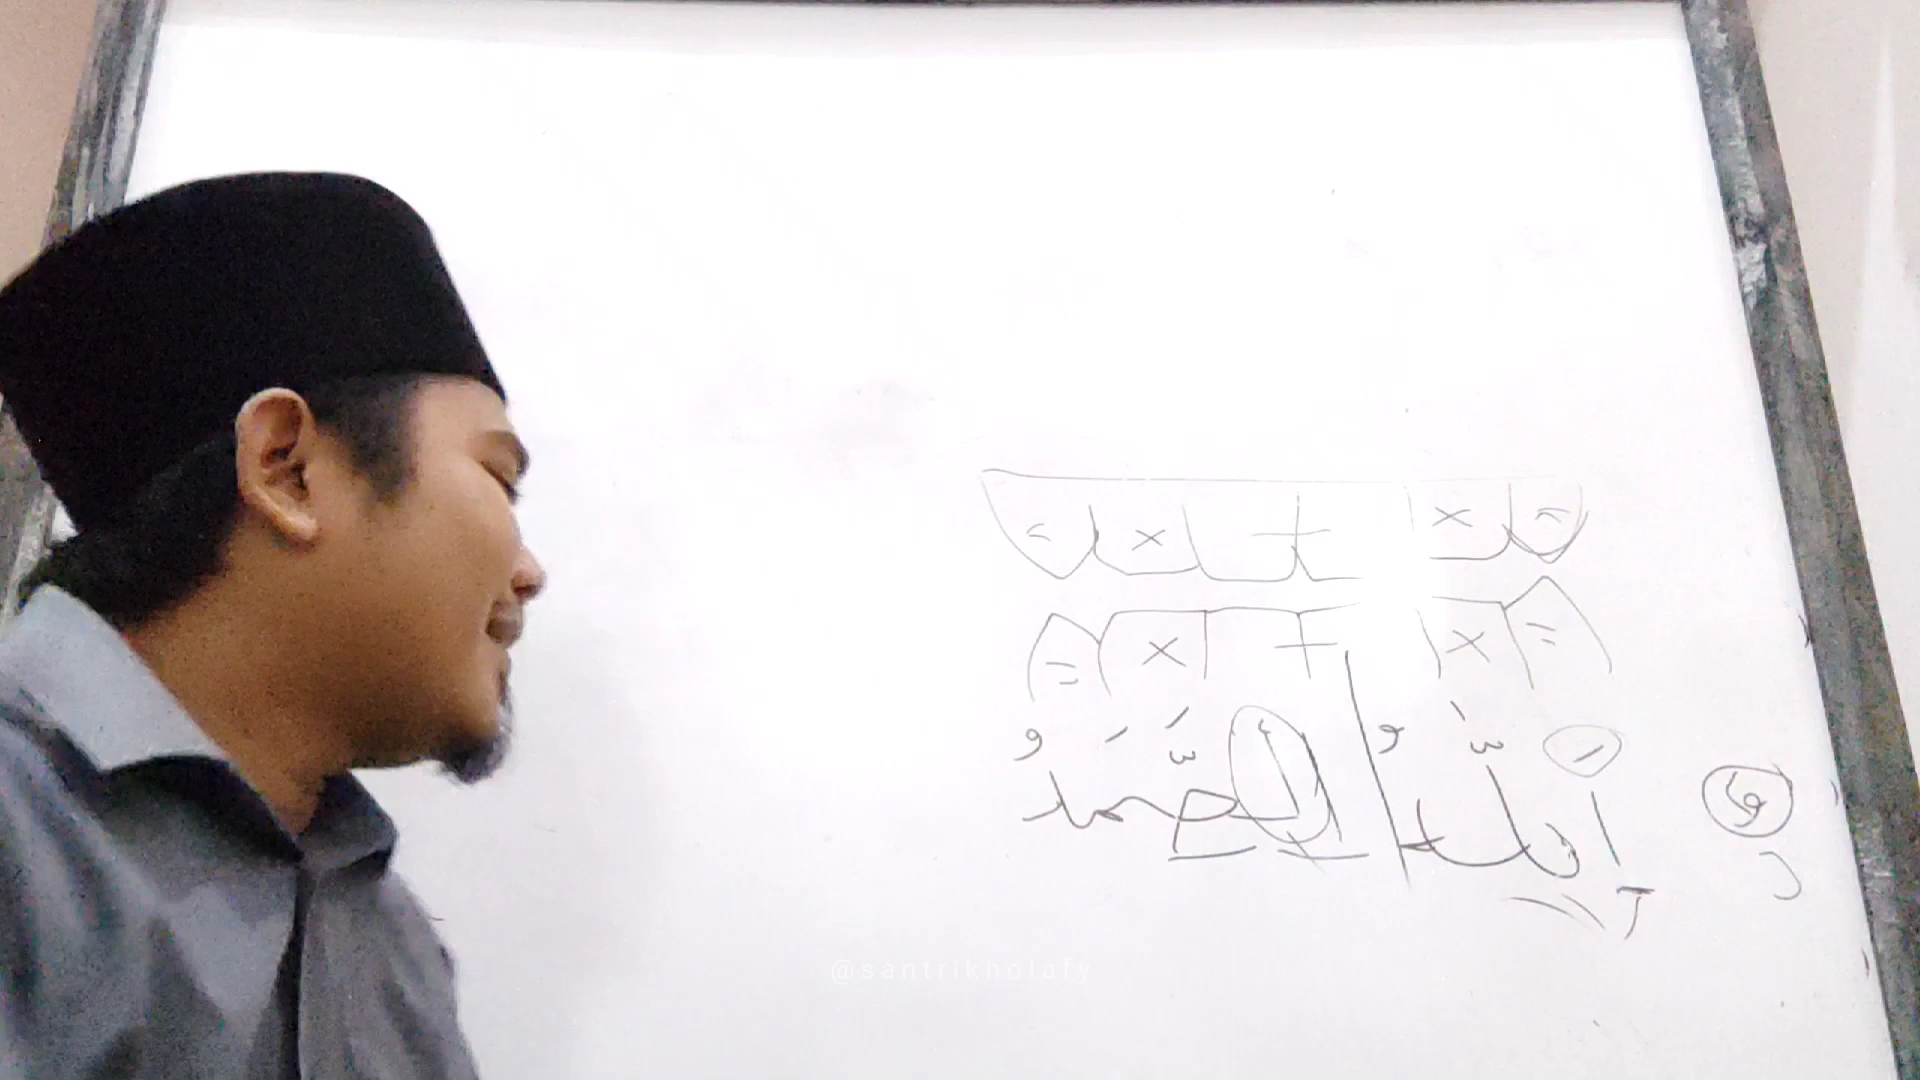 = × + × =
= × + × =
اَللّٰهُ الصَّمَدُ
@santrikholafy